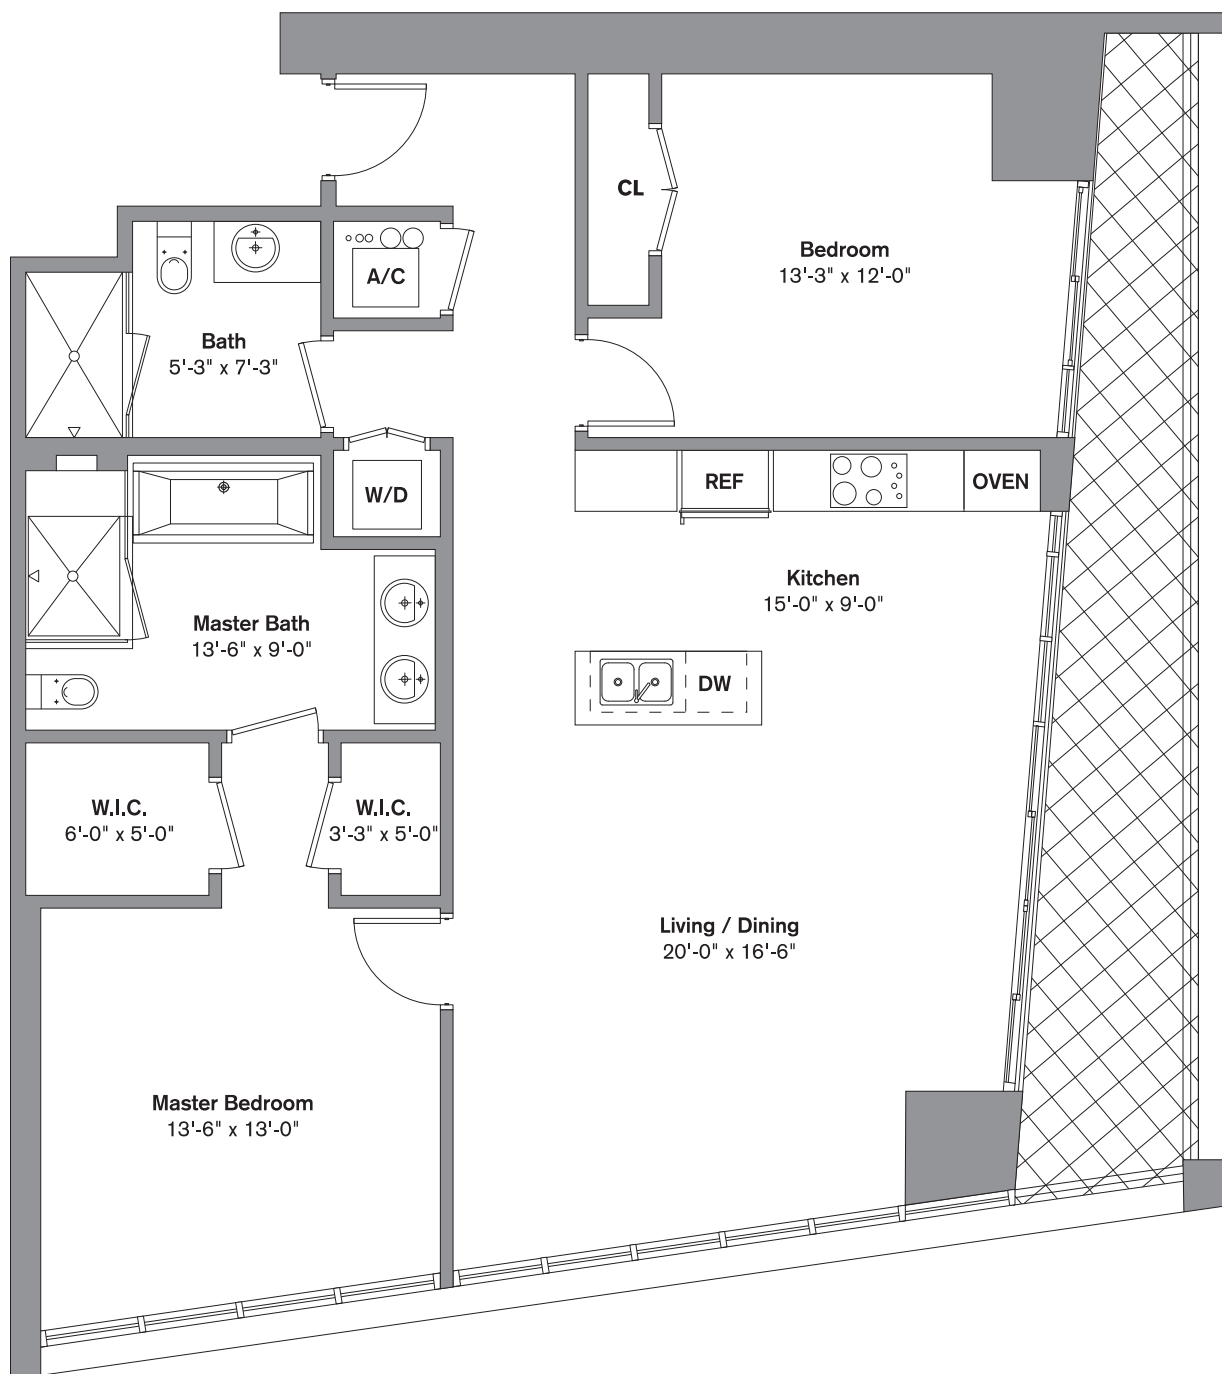 CL
Bedroom
13'-3" x 12'-0"
A/C
Bath
5'-3" x 7'-3"
W/D
REF
OVEN
Kitchen
15'-0" x 9'-0"
Master Bath
13'-6" x 9'-0"
DW
W.I.C.
6'-0" x 5'-0"
W.I.C.
3'-3" x 5'-0"
Living / Dining
20'-0" x 16'-6"
Master Bedroom
13'-6" x 13'-0"